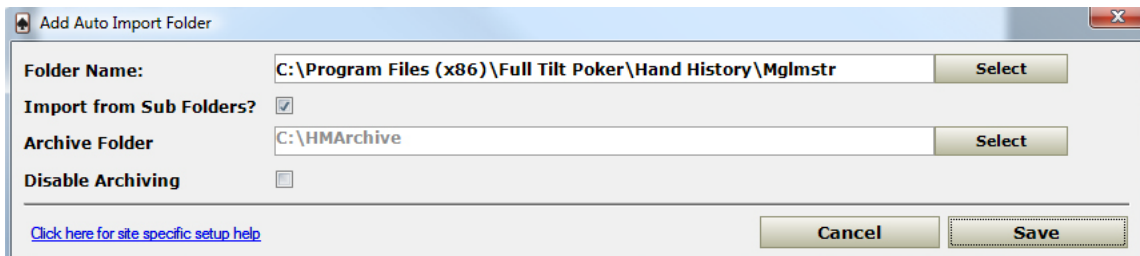 Add Auto Import Folder
Folder Name: C:\Program Files (x86)\Full Tilt Poker\Hand History\Mglmstr Select
Import from Sub Folders?
Archive Folder C:\HMArchive Select
Disable Archiving
Click here for site specific setup help Cancel Save